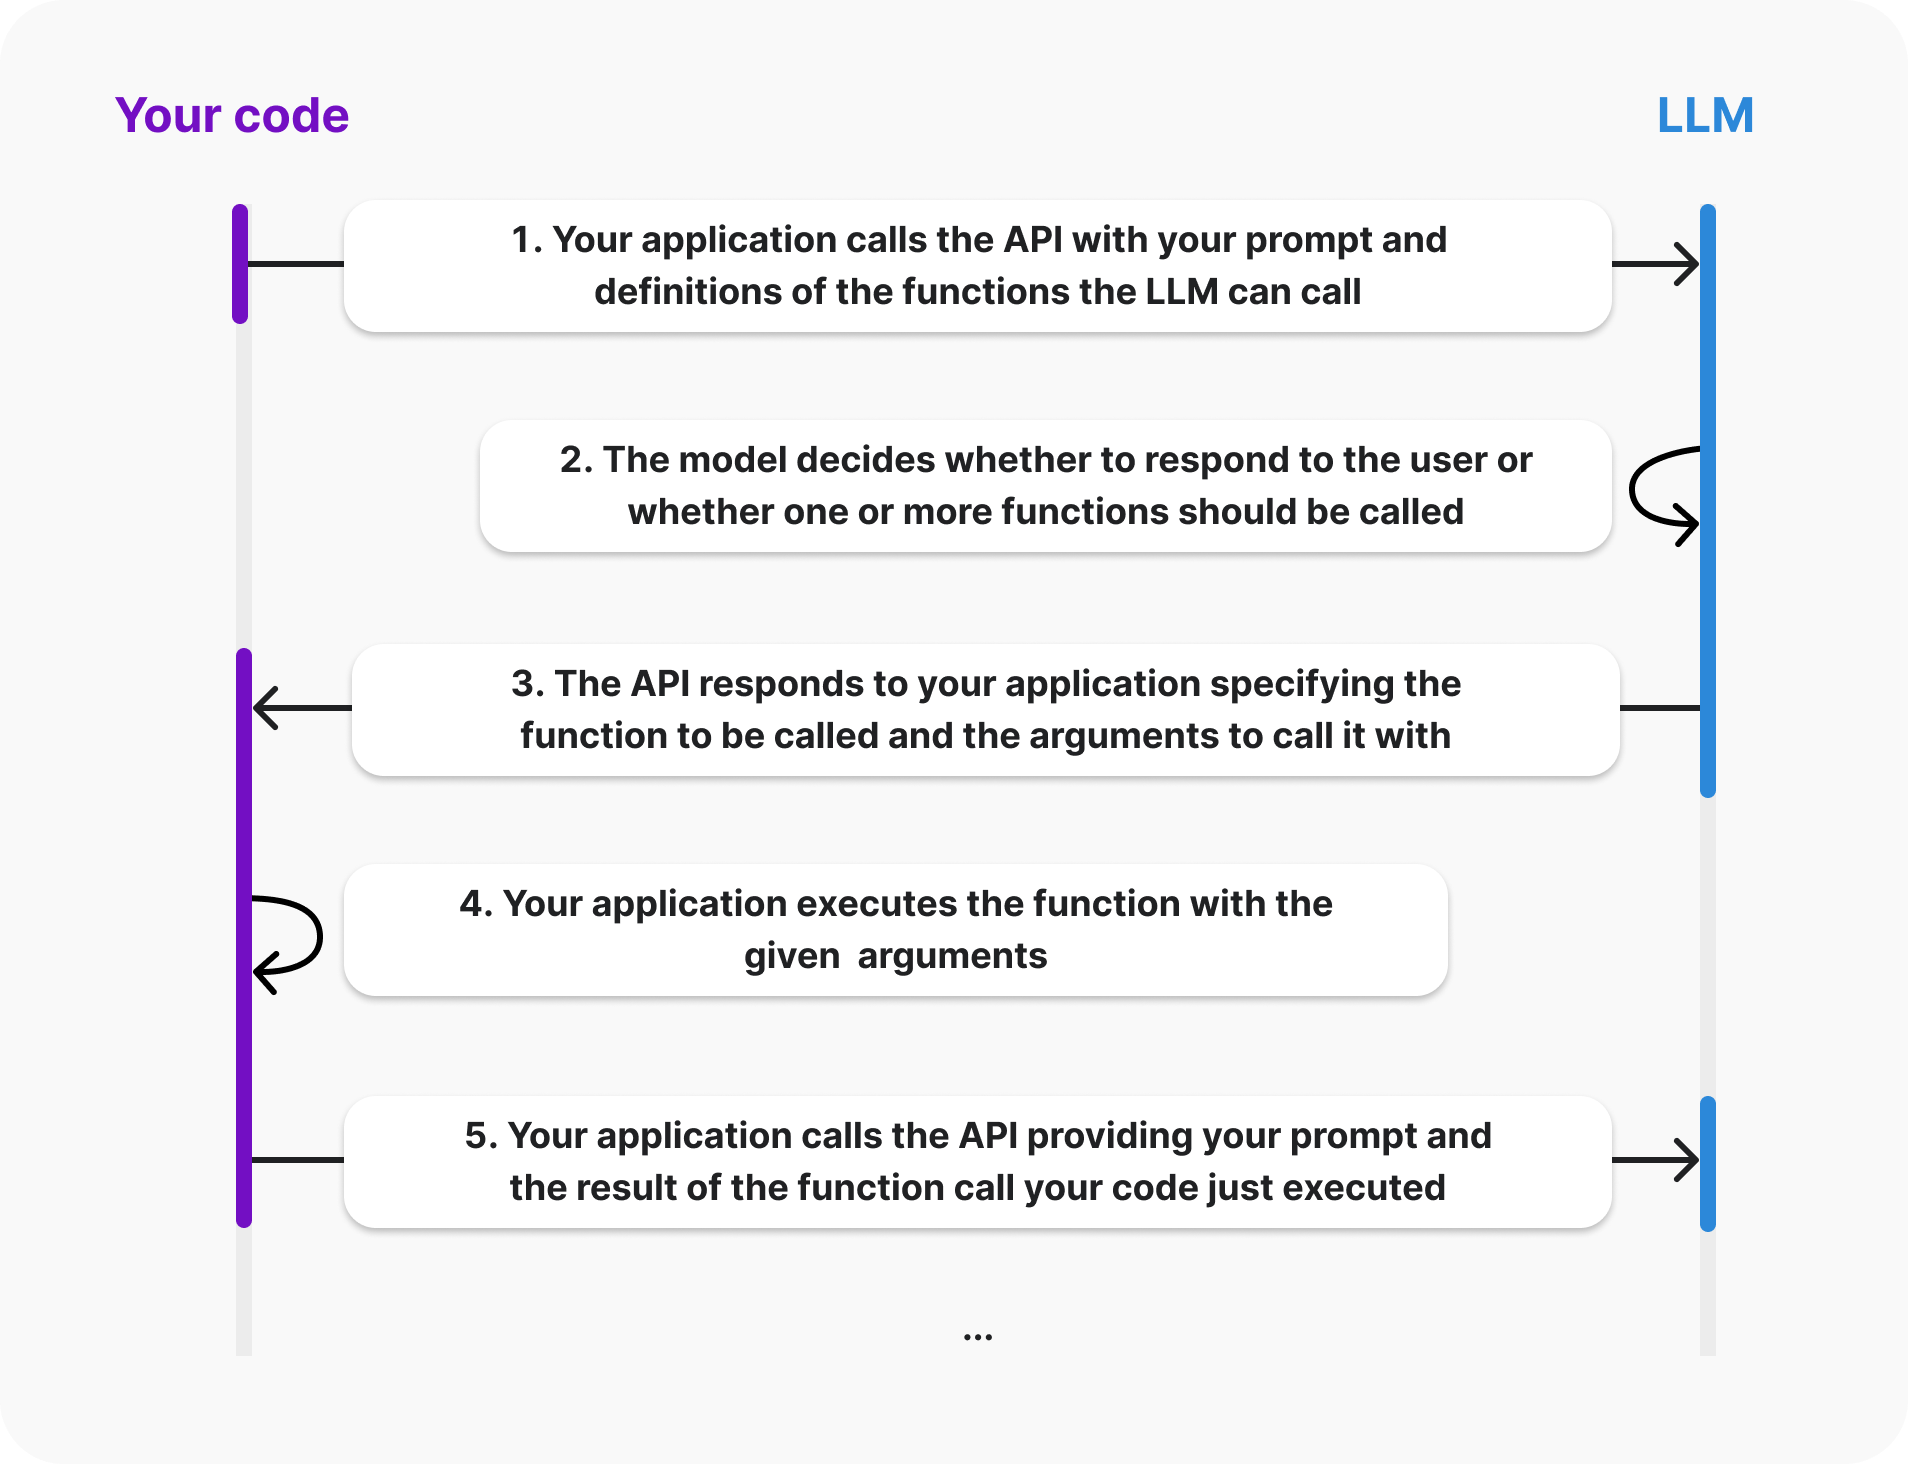 Your code
LLM
1. Your application calls the API with your prompt and
definitions of the functions the LLM can call
2. The model decides whether to respond to the user or
whether one or more functions should be called
3. The API responds to your application specifying the
function to be called and the arguments to call it with
4. Your application executes the function with the
given  arguments
5. Your application calls the API providing your prompt and
the result of the function call your code just executed
...